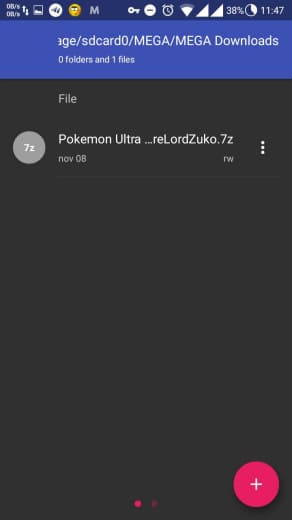 0B/s
0B/s
38%
11:47
age/sdcard0/MEGA/MEGA Downloads
0 folders and 1 files
File
7z
Pokemon Ultra ...reLordZuko.7z
nov 08
rw